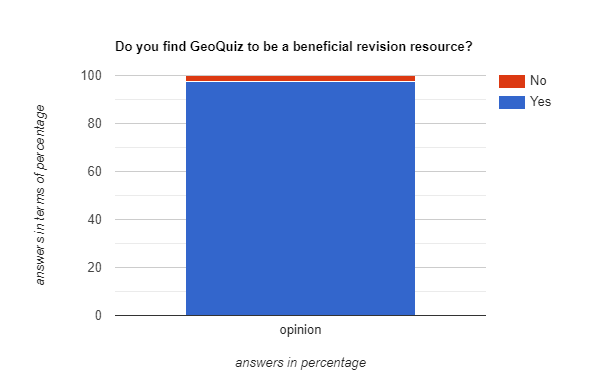 Do you find GeoQuiz to be a beneficial revision resource?
No
Yes
100
80
60
40
20
0
answers in terms of percentage
opinion
answers in percentage